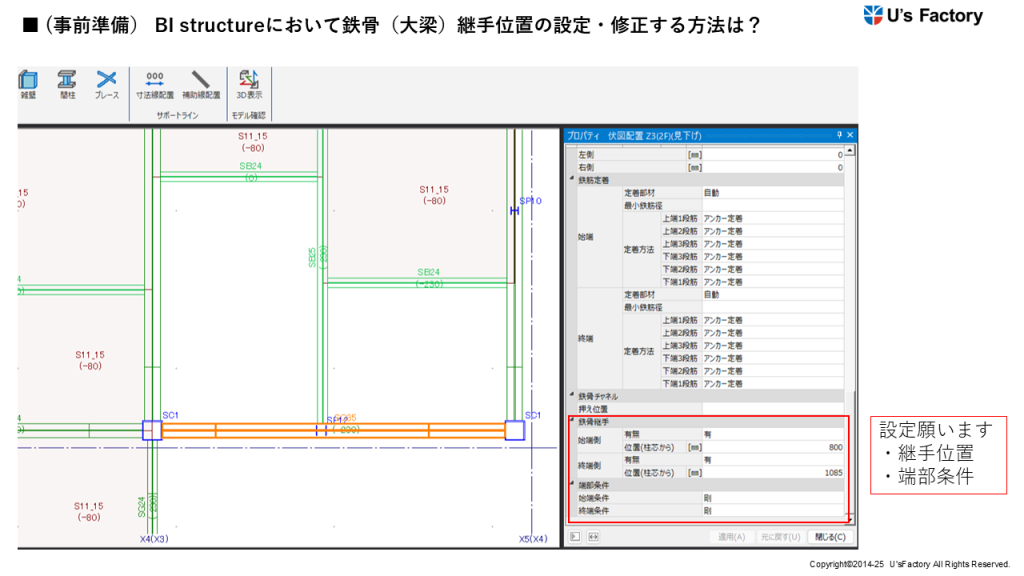 ■ (事前準備） BI structureにおいて鉄骨（大梁）継手位置の設定・修正する方法は？
U's Factory
雑壁 間柱 ブレース 寸法線配置 補助線配置 3D表示
サポートライン モデル確認
プロパティ 伏図配置 Z3(2F)(見下げ)
左側 [mm] 0
右側 [mm] 0
鉄筋定着
始端
定着部材 自動
最小鉄筋径
定着方法
上端1段筋 アンカー定着
上端2段筋 アンカー定着
上端3段筋 アンカー定着
下端3段筋 アンカー定着
下端2段筋 アンカー定着
下端1段筋 アンカー定着
終端
定着部材 自動
最小鉄筋径
定着方法
上端1段筋 アンカー定着
上端2段筋 アンカー定着
上端3段筋 アンカー定着
下端3段筋 アンカー定着
下端2段筋 アンカー定着
下端1段筋 アンカー定着
鉄骨チャネル
押え位置
鉄骨継手
始端側
有無 有
位置(柱芯から) [mm] 800
終端側
有無 有
位置(柱芯から) [mm] 1085
端部条件
始端条件 剛
終端条件 剛
適用(A) 元に戻す(U) 閉じる(C)
S11_15
(-80)
SB24
(0)
S11_15
(-80)
SP10
15
SB25
SB24
(-230)
S11_15
(-80)
SC1
SP12
(-230)
SC1
S11_15
(-80)
SG24
X4(X3)
X5(X4)
設定願います
・継手位置
・端部条件
Copyright©2014-25 U'sFactory All Rights Reserved.